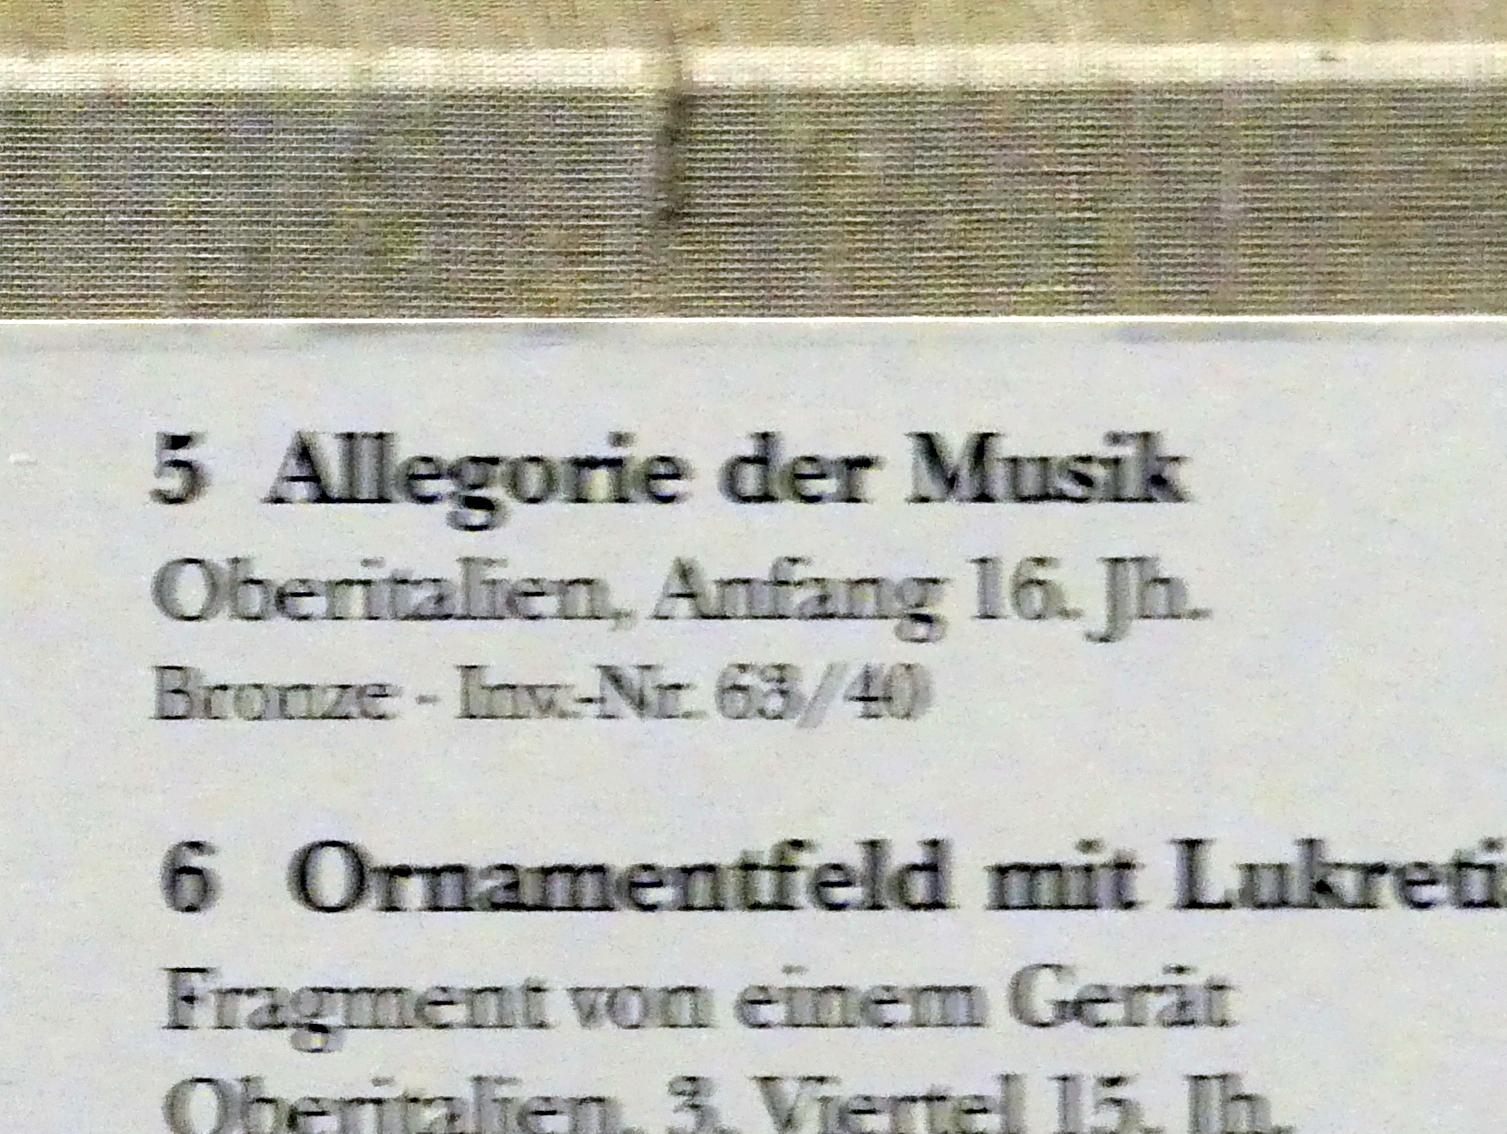 5 Allegorie der Musik
Oberitalien, Anfang 16. Jh.
Bronze - Inv.-Nr. 63/40
6 Ornamentfeld mit Lukreti
Fragment von einem Gerät
Oberitalien, 3. Viertel 15. Jh.